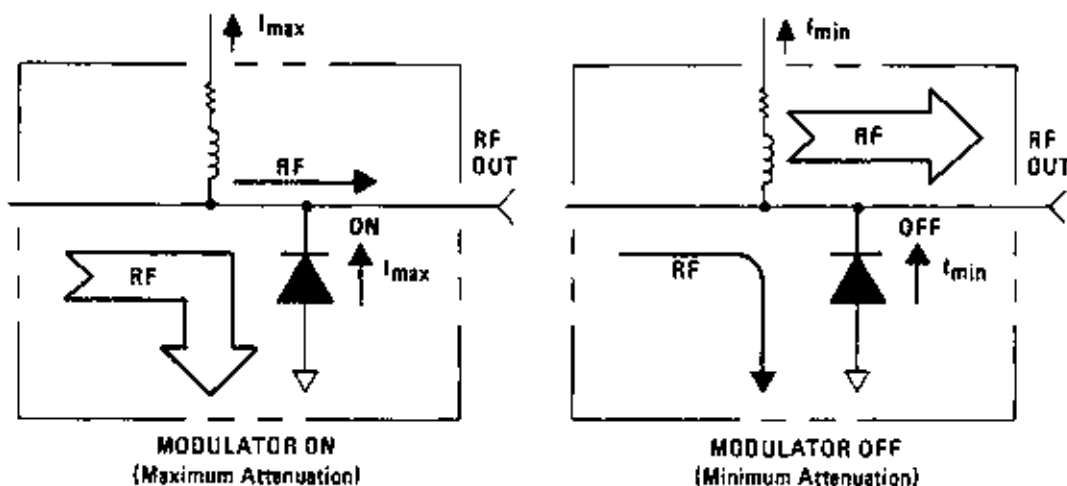 Imax
RF
OUT
RF
ON
RF
Imax
MODULATOR ON
(Maximum Attenuation)
Imin
RF
RF
OUT
OFF
RF
Imin
MODULATOR OFF
(Minimum Attenuation)